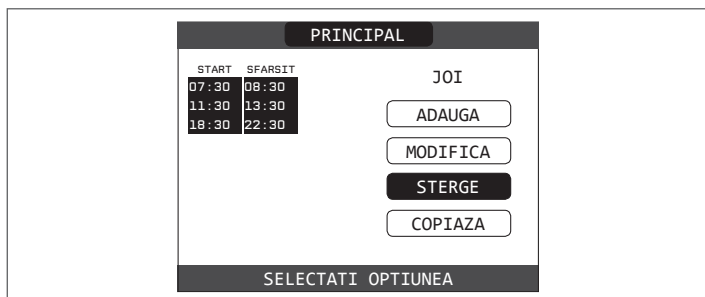 PRINCIPAL
START SFARSIT
07:30 08:30
11:30 13:30
18:30 22:30
JOI
ADAUGA
MODIFICA
STERGE
COPIAZA
SELECTATI OPTIUNEA